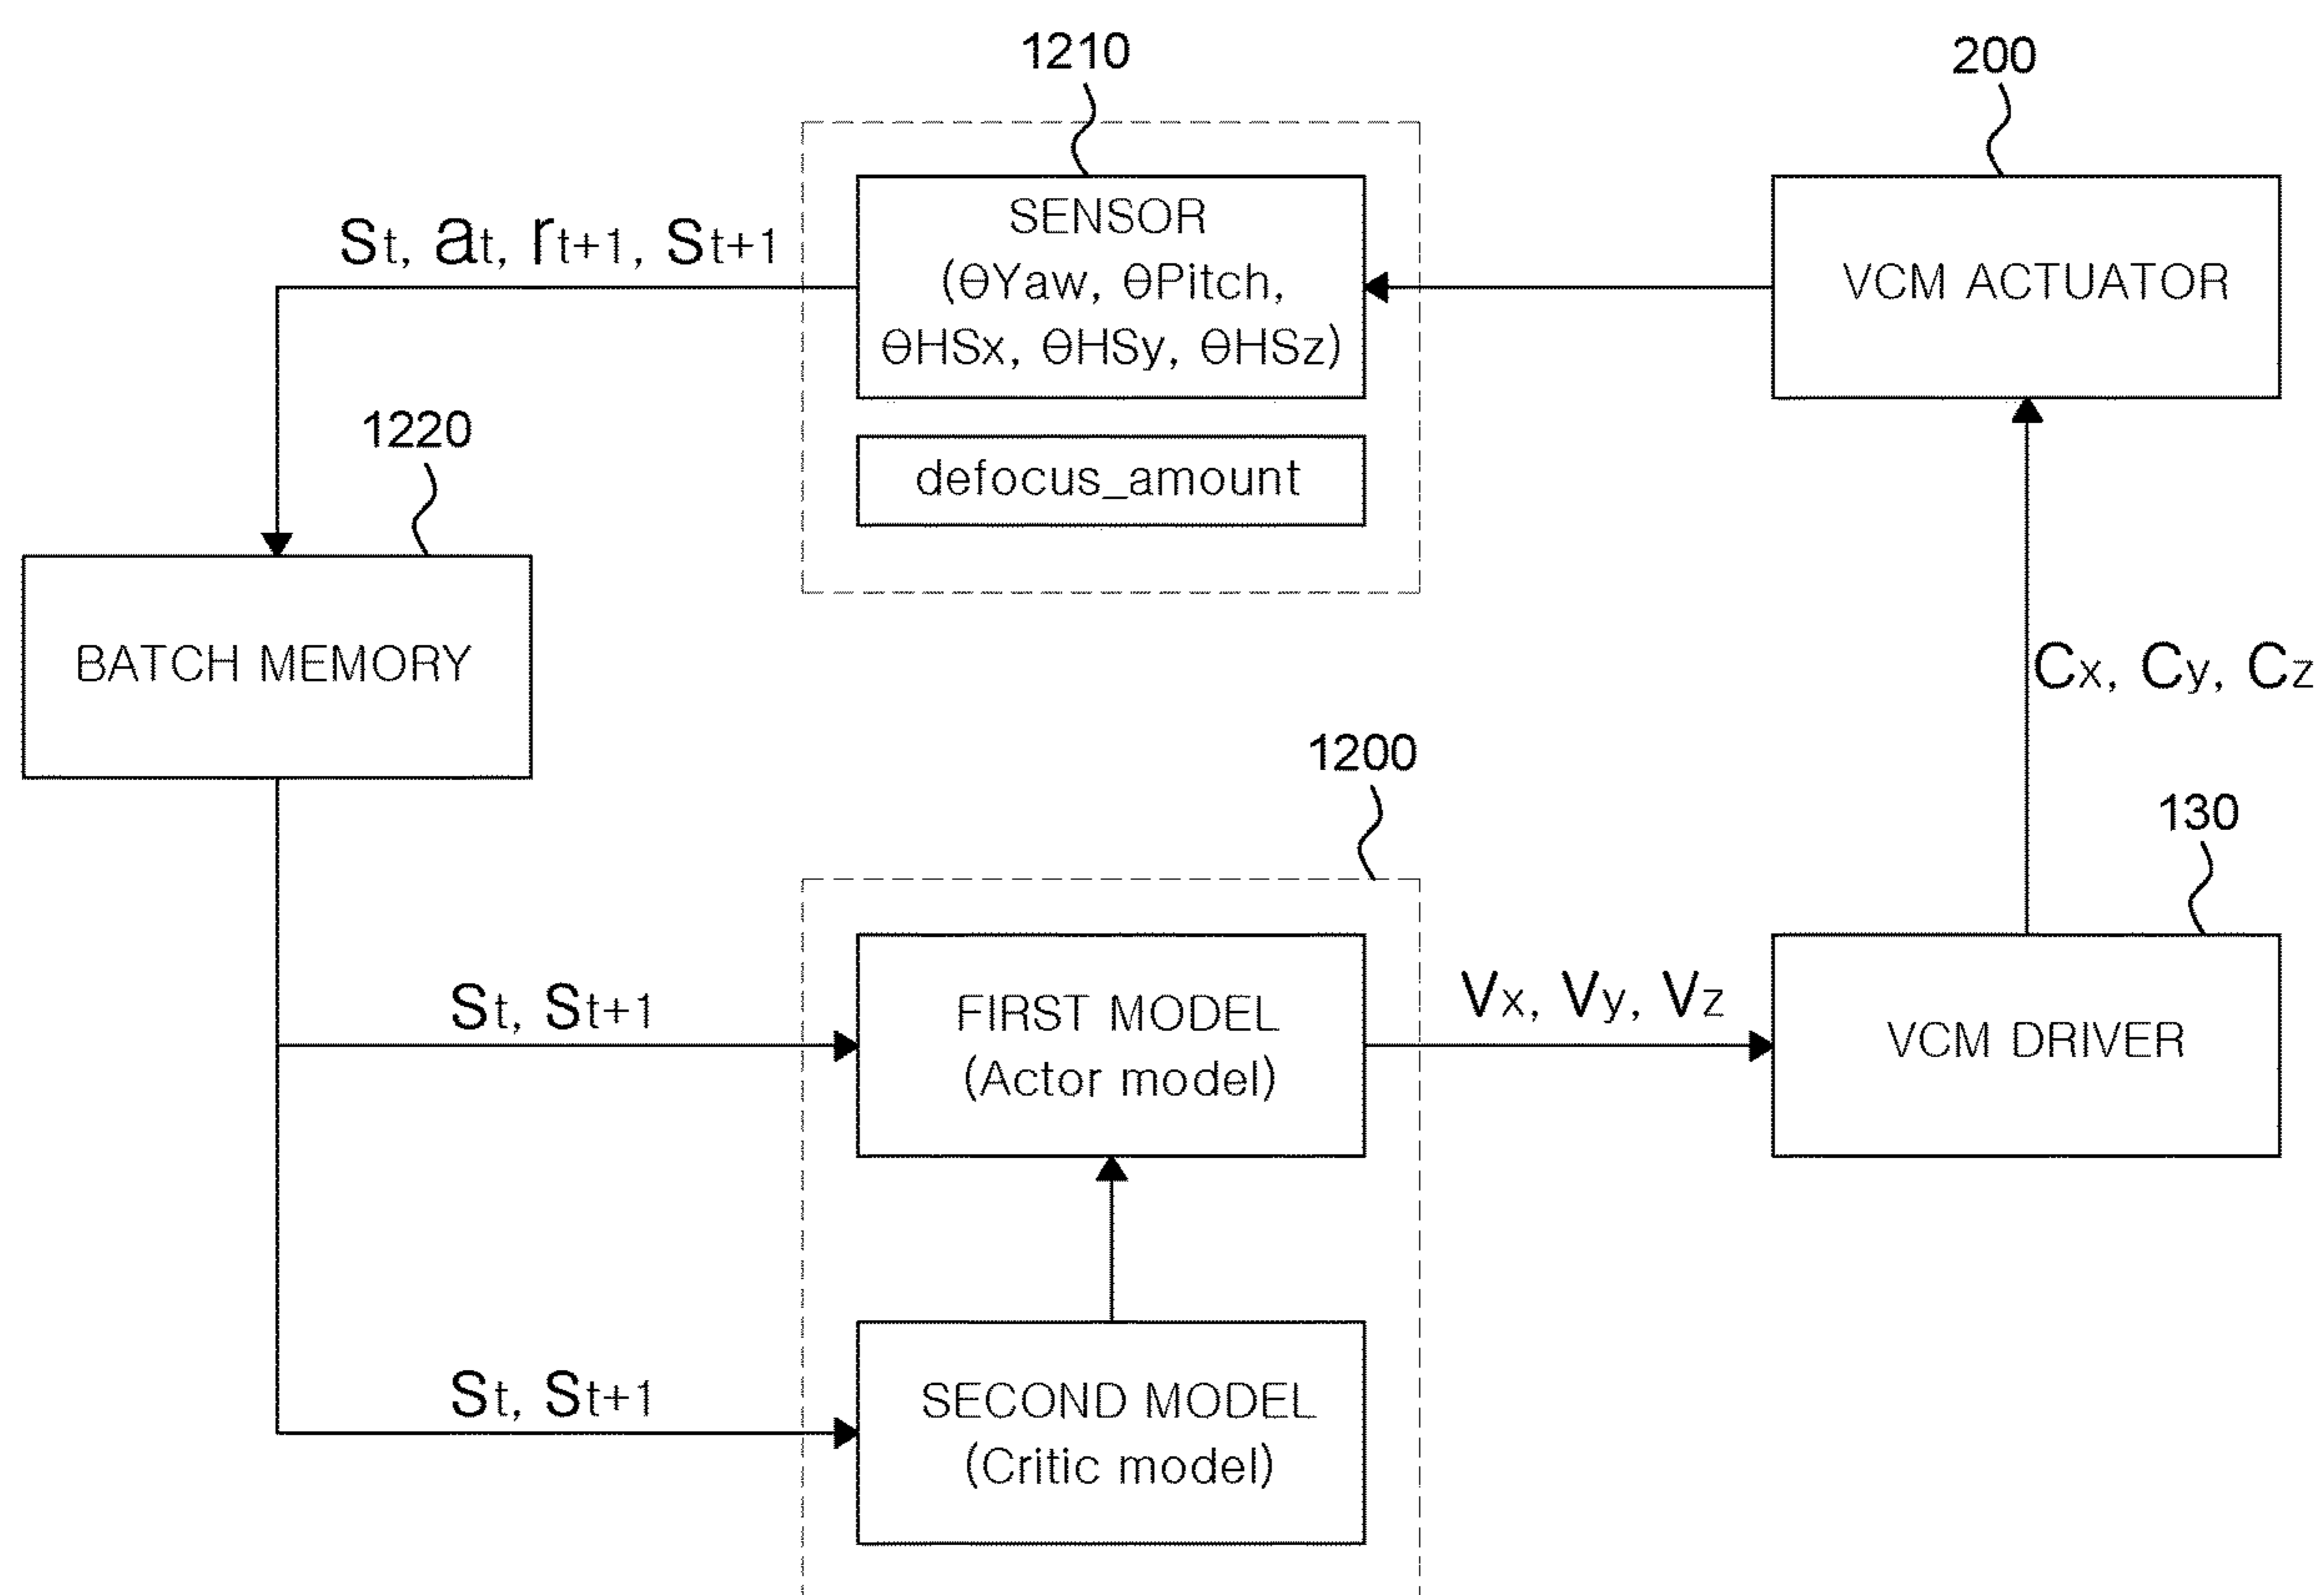 1210
200
SENSOR
(θYaw, θPitch,
θHSx, θHSy, θHSz)
VCM ACTUATOR
St, at, rt+1, St+1
defocus_amount
1220
BATCH MEMORY
Cx, Cy, Cz
1200
130
St, St+1
FIRST MODEL
(Actor model)
Vx, Vy, Vz
VCM DRIVER
St, St+1
SECOND MODEL
(Critic model)